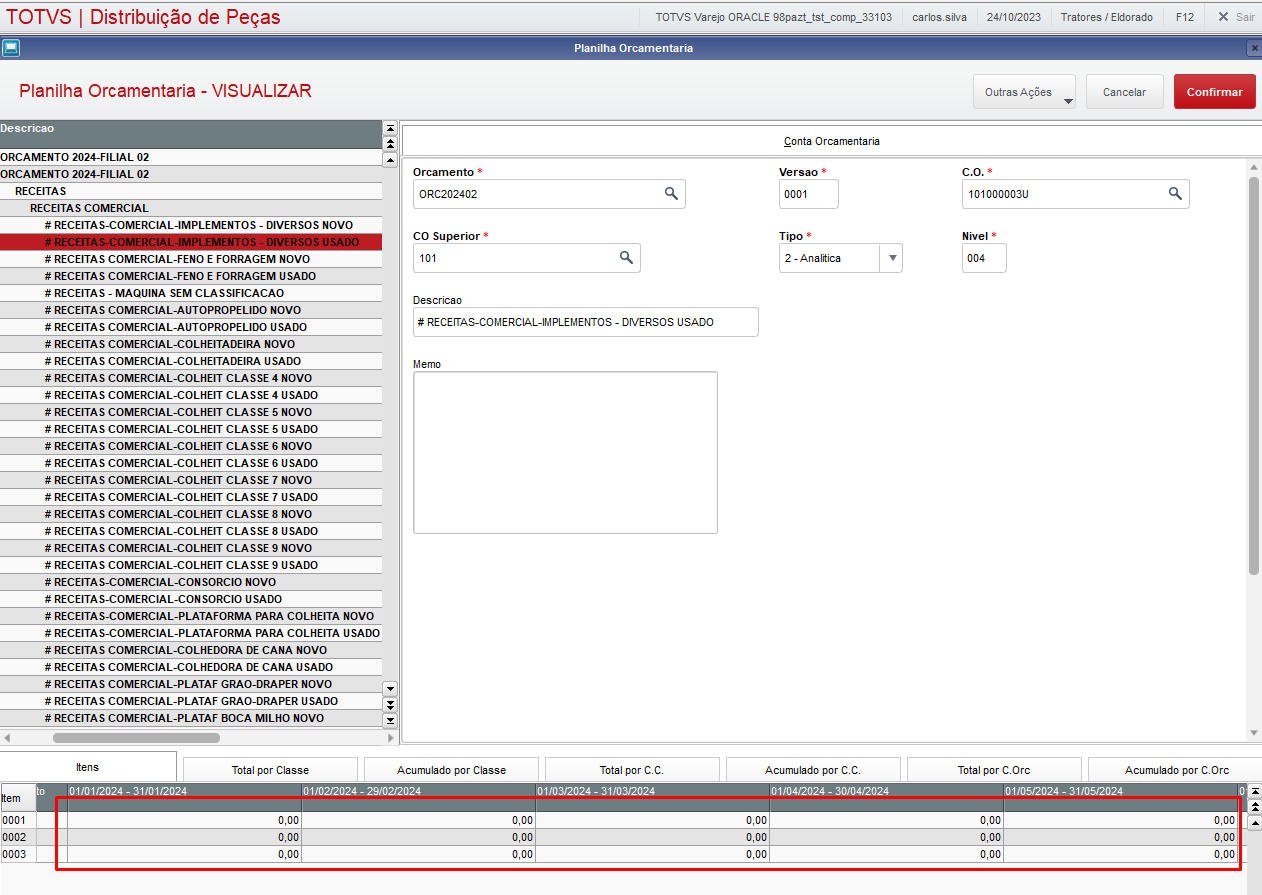 TOTVS | Distribuição de Peças
TOTVS Varejo ORACLE 98pazt_tst_comp_33103
carlos.silva
24/10/2023
Tratores / Eldorado
F12
Sair
Planilha Orcamentaria
Planilha Orcamentaria - VISUALIZAR
Outras Ações
Cancelar
Confirmar
Descricao
ORCAMENTO 2024-FILIAL 02
ORCAMENTO 2024-FILIAL 02
RECEITAS
RECEITAS COMERCIAL
# RECEITAS-COMERCIAL-IMPLEMENTOS - DIVERSOS NOVO
# RECEITAS-COMERCIAL-IMPLEMENTOS - DIVERSOS USADO
# RECEITAS COMERCIAL-FENO E FORRAGEM NOVO
# RECEITAS COMERCIAL-FENO E FORRAGEM USADO
# RECEITAS - MAQUINA SEM CLASSIFICACAO
# RECEITAS COMERCIAL-AUTOPROPELIDO NOVO
# RECEITAS COMERCIAL-AUTOPROPELIDO USADO
# RECEITAS COMERCIAL-COLHEITADEIRA NOVO
# RECEITAS COMERCIAL-COLHEITADEIRA USADO
# RECEITAS COMERCIAL-COLHEIT CLASSE 4 NOVO
# RECEITAS COMERCIAL-COLHEIT CLASSE 4 USADO
# RECEITAS COMERCIAL-COLHEIT CLASSE 5 NOVO
# RECEITAS COMERCIAL-COLHEIT CLASSE 5 USADO
# RECEITAS COMERCIAL-COLHEIT CLASSE 6 NOVO
# RECEITAS COMERCIAL-COLHEIT CLASSE 6 USADO
# RECEITAS COMERCIAL-COLHEIT CLASSE 7 NOVO
# RECEITAS COMERCIAL-COLHEIT CLASSE 7 USADO
# RECEITAS COMERCIAL-COLHEIT CLASSE 8 NOVO
# RECEITAS COMERCIAL-COLHEIT CLASSE 8 USADO
# RECEITAS COMERCIAL-COLHEIT CLASSE 9 NOVO
# RECEITAS COMERCIAL-COLHEIT CLASSE 9 USADO
# RECEITAS-COMERCIAL-CONSORCIO NOVO
# RECEITAS-COMERCIAL-CONSORCIO USADO
# RECEITAS-COMERCIAL-PLATAFORMA PARA COLHEITA NOVO
# RECEITAS-COMERCIAL-PLATAFORMA PARA COLHEITA USADO
# RECEITAS COMERCIAL-COLHEDORA DE CANA NOVO
# RECEITAS COMERCIAL-COLHEDORA DE CANA USADO
# RECEITAS COMERCIAL-PLATAF GRAO-DRAPER NOVO
# RECEITAS COMERCIAL-PLATAF GRAO-DRAPER USADO
# RECEITAS COMERCIAL-PLATAF BOCA MILHO NOVO
Conta Orcamentaria
Orcamento *
Versao *
C.O. *
ORC202402
0001
101000003U
CO Superior *
Tipo *
Nivel *
101
2 - Analitica
004
Descricao
# RECEITAS-COMERCIAL-IMPLEMENTOS - DIVERSOS USADO
Memo
Itens
Total por Classe
Acumulado por Classe
Total por C.C.
Acumulado por C.C.
Total por C.Orc
Acumulado por C.Orc
Item
to
01/01/2024 - 31/01/2024
01/02/2024 - 29/02/2024
01/03/2024 - 31/03/2024
01/04/2024 - 30/04/2024
01/05/2024 - 31/05/2024
0001 0,00 0,00 0,00 0,00 0,00
0002 0,00 0,00 0,00 0,00 0,00
0003 0,00 0,00 0,00 0,00 0,00